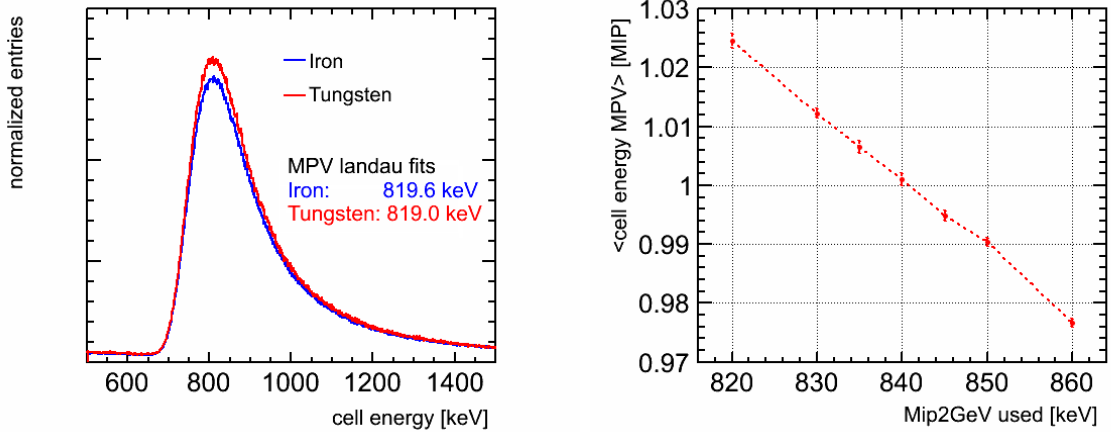 normalized entries
Iron
Tungsten
MPV landau fits
Iron: 819.6 keV
Tungsten: 819.0 keV
600 800 1000 1200 1400
cell energy [keV]
<cell energy MPV> [MIP]
1.03
1.02
1.01
1
0.99
0.98
0.97
820 830 840 850 860
Mip2GeV used [keV]